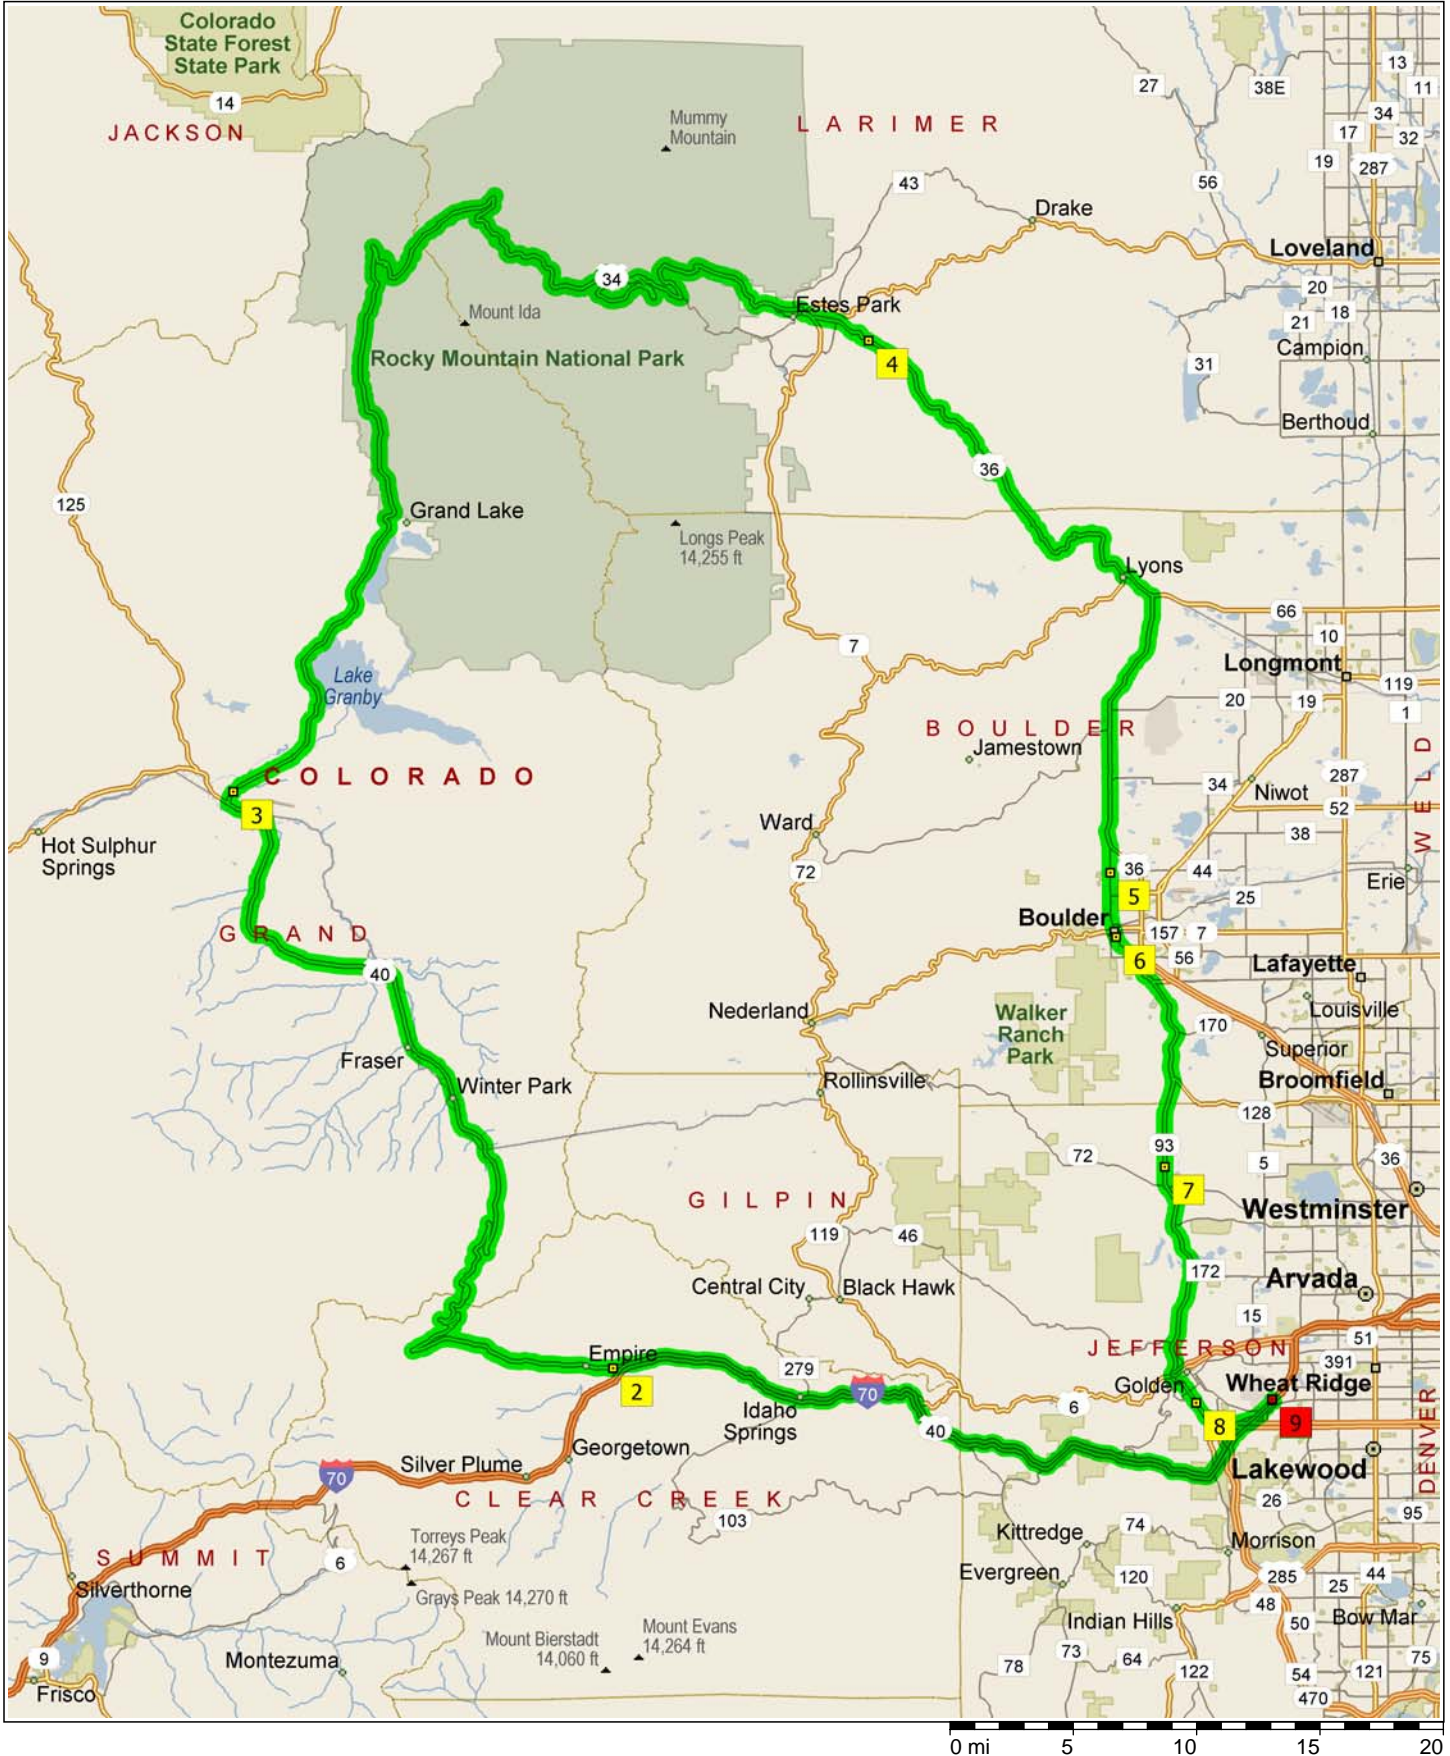 Colorado
State Forest
State Park
14
JACKSON
Mummy
Mountain
LARIMER
27
38E
13
11
34
17
32
19
287
43
56
Drake
Loveland
34
Estes Park
20
18
21
Mount Ida
Campion
Rocky Mountain National Park
4
31
Berthoud
36
125
Grand Lake
Longs Peak
14,255 ft
Lyons
66
10
7
Longmont
119
Lake
Granby
20
19
1
BOULDER
Jamestown
COLORADO
34
287
Niwot
52
WELD
3
Ward
38
Hot Sulphur
Springs
72
36
44
Erie
5
25
Boulder
GRAND
157
7
6
56
Lafayette
40
Nederland
Walker
Ranch
Park
Louisville
170
Superior
Fraser
Rollinsville
Broomfield
Winter Park
128
93
72
5
36
7
GILPIN
Westminster
119
46
172
Central City
Black Hawk
Arvada
15
51
JEFFERSON
Empire
279
391
2
70
Golden
Wheat Ridge
Idaho
Springs
6
40
8
9
DENVER
Georgetown
Silver Plume
70
Lakewood
CLEAR CREEK
26
103
95
Kittredge
74
Morrison
Torreys Peak
14,267 ft
SUMMIT
6
Evergreen
120
285
44
Silverthorne
Grays Peak 14,270 ft
25
48
Indian Hills
50
Bow Mar
Mount Bierstadt
14,060 ft
Mount Evans
14,264 ft
9
Montezuma
73
64
75
78
122
54
121
Frisco
470
0 mi
5
10
15
20